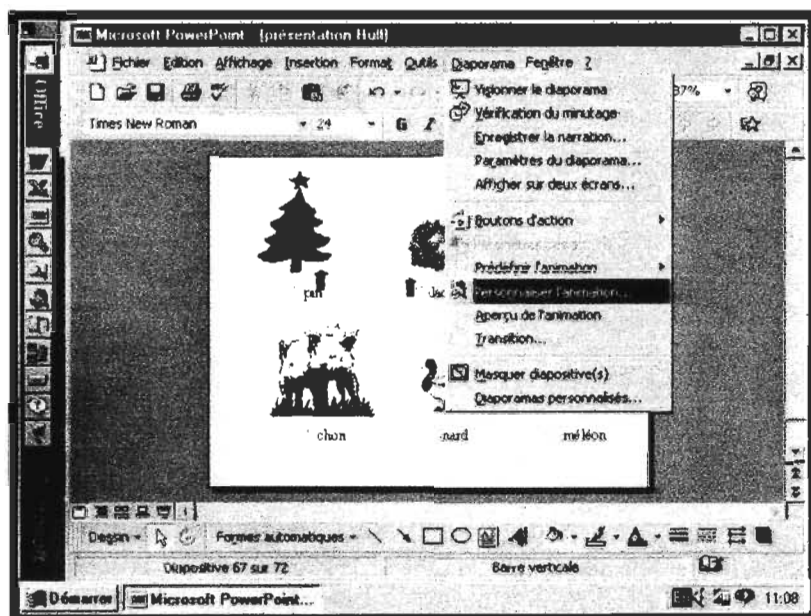 Microsoft PowerPoint - [présentation Hull]
Fichier Edition Affichage Insertion Format Outils Diaporama Fenêtre ?
Office
37%
Times New Roman 24 G I
Visionner le diaporama
Vérification du minutage
Enregistrer la narration...
Paramètres du diaporama...
Afficher sur deux écrans...
Boutons d'action
Prédéfinir l'animation
Personnaliser l'animation...
Aperçu de l'animation
Transition...
Masquer diapositive(s)
Diaporamas personnalisés...
pin
chon nard méléon
Dessin Formes automatiques
Diapositive 67 sur 72 Barre verticale
Démarrer Microsoft PowerPoint... 11:08